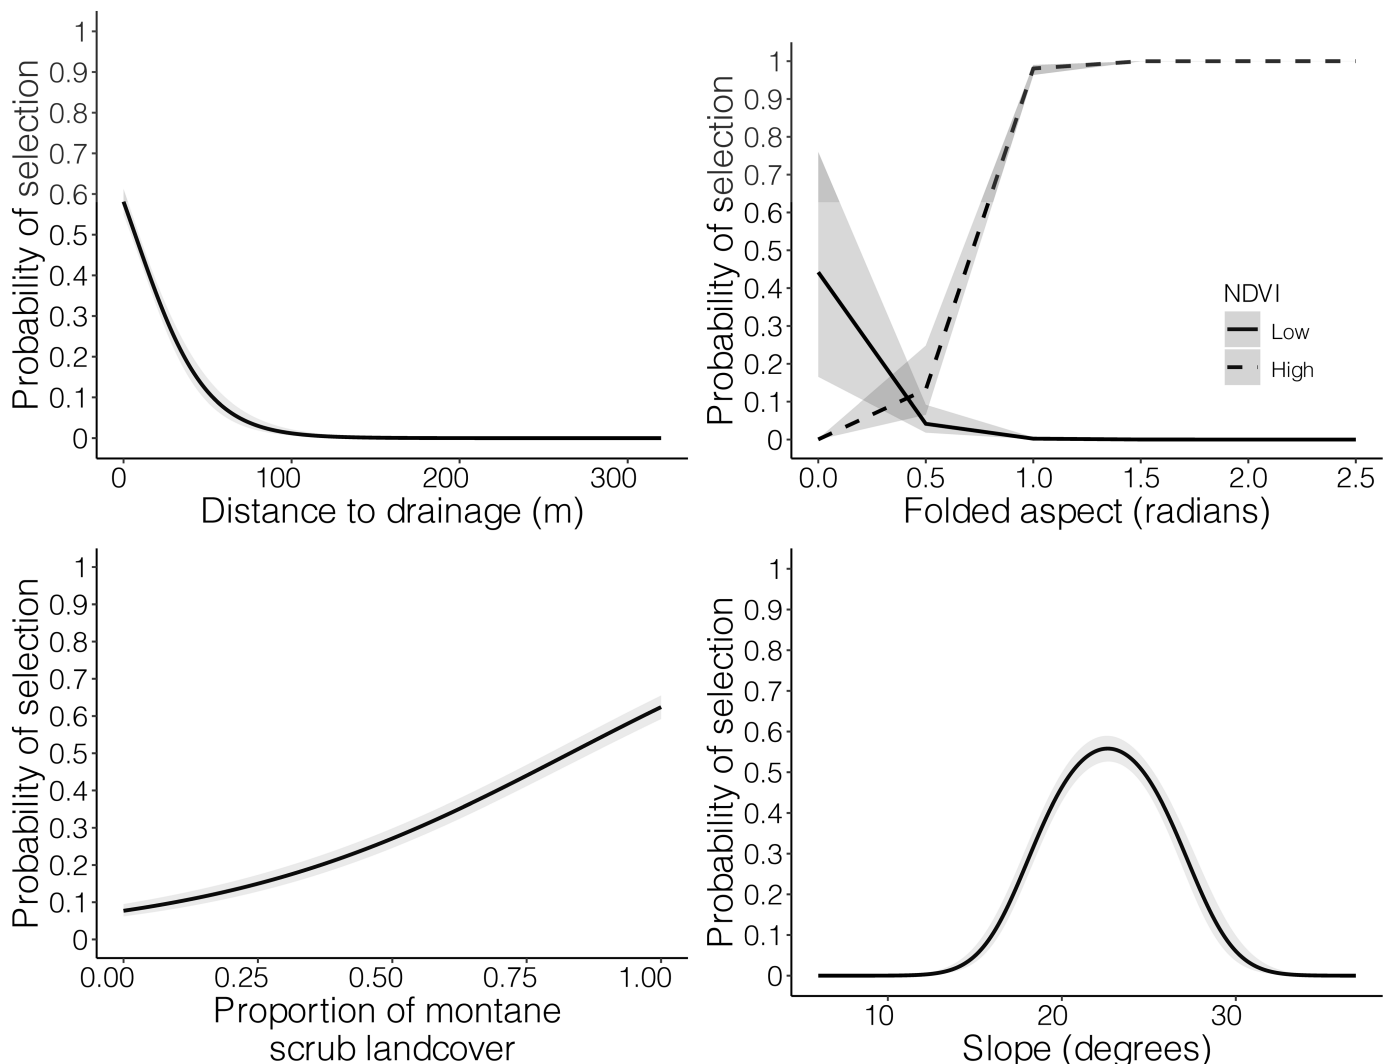 Probability of selection
1
0.9
0.8
0.7
0.6
0.5
0.4
0.3
0.2
0.1
0
0 100 200 300
Distance to drainage (m)
Probability of selection
1
0.9
0.8
0.7
0.6
0.5
0.4
0.3
0.2
0.1
0
0.0 0.5 1.0 1.5 2.0 2.5
Folded aspect (radians)
NDVI
Low
High
Probability of selection
1
0.9
0.8
0.7
0.6
0.5
0.4
0.3
0.2
0.1
0
0.00 0.25 0.50 0.75 1.00
Proportion of montane
scrub landcover
Probability of selection
1
0.9
0.8
0.7
0.6
0.5
0.4
0.3
0.2
0.1
0
10 20 30
Slope (degrees)